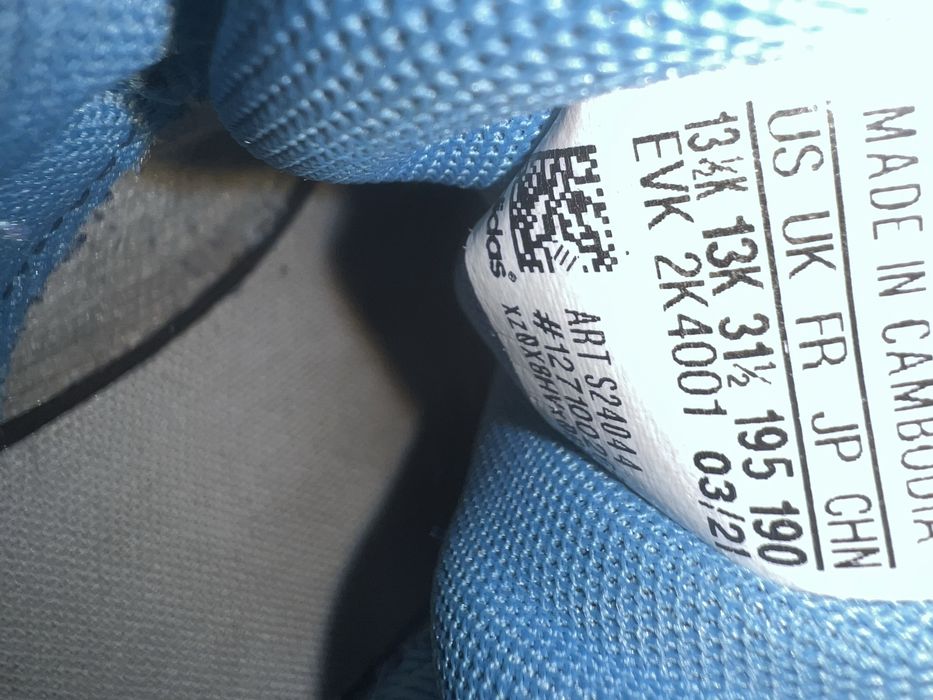 MADE IN CAMBODIA
US UK FR JP CHN
13½K 13K 31½ 195 190
EVK 2K4001 03/21
ART S24044